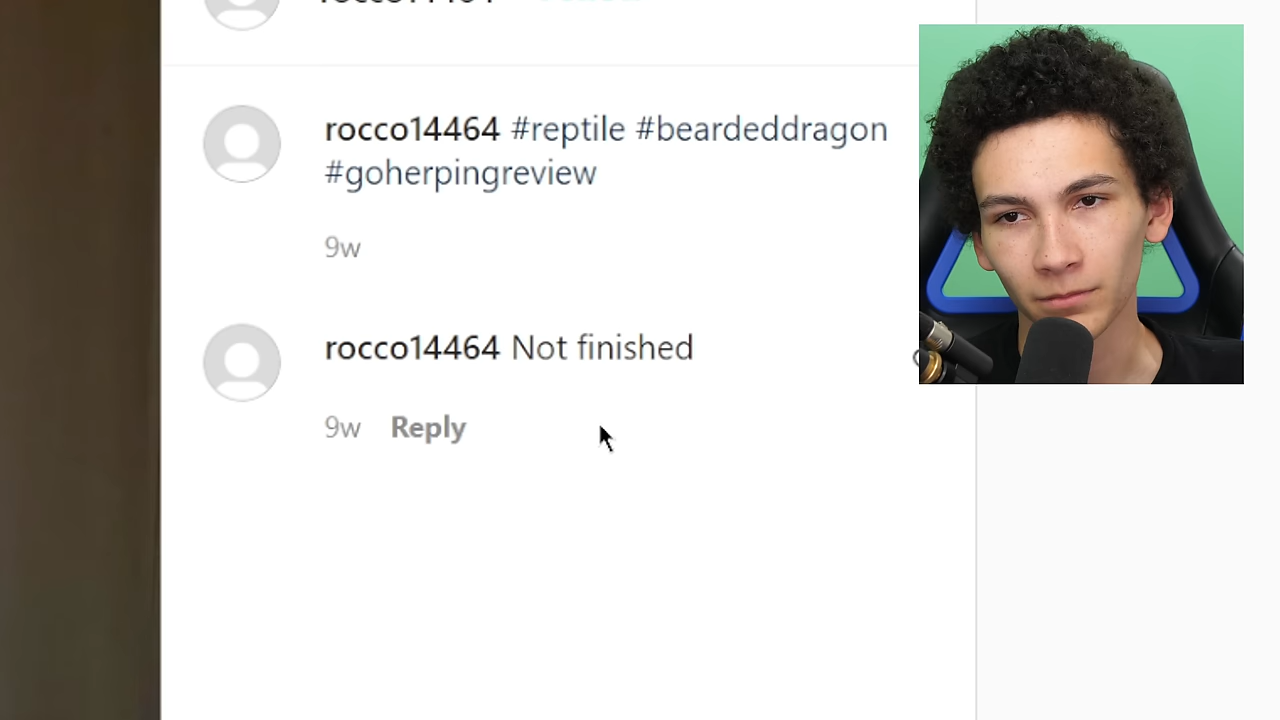 rocco14464 #reptile #beardeddragon
#goherpingreview
9w
rocco14464 Not finished
9w Reply